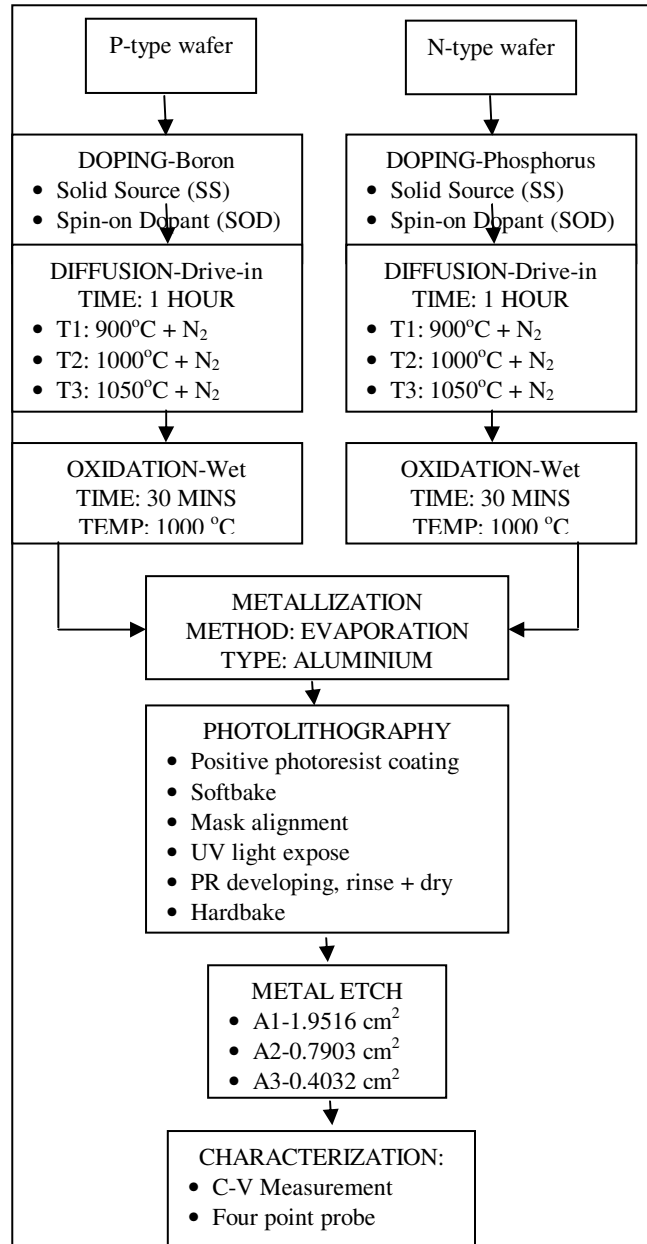 P-type wafer
N-type wafer
DOPING-Boron
• Solid Source (SS)
• Spin-on Dopant (SOD)
DOPING-Phosphorus
• Solid Source (SS)
• Spin-on Dopant (SOD)
DIFFUSION-Drive-in
TIME: 1 HOUR
• T1: 900°C + N₂
• T2: 1000°C + N₂
• T3: 1050°C + N₂
DIFFUSION-Drive-in
TIME: 1 HOUR
• T1: 900°C + N₂
• T2: 1000°C + N₂
• T3: 1050°C + N₂
OXIDATION-Wet
TIME: 30 MINS
TEMP: 1000 °C
OXIDATION-Wet
TIME: 30 MINS
TEMP: 1000 °C
METALLIZATION
METHOD: EVAPORATION
TYPE: ALUMINIUM
PHOTOLITHOGRAPHY
• Positive photoresist coating
• Softbake
• Mask alignment
• UV light expose
• PR developing, rinse + dry
• Hardbake
METAL ETCH
• A1-1.9516 cm²
• A2-0.7903 cm²
• A3-0.4032 cm²
CHARACTERIZATION:
• C-V Measurement
• Four point probe